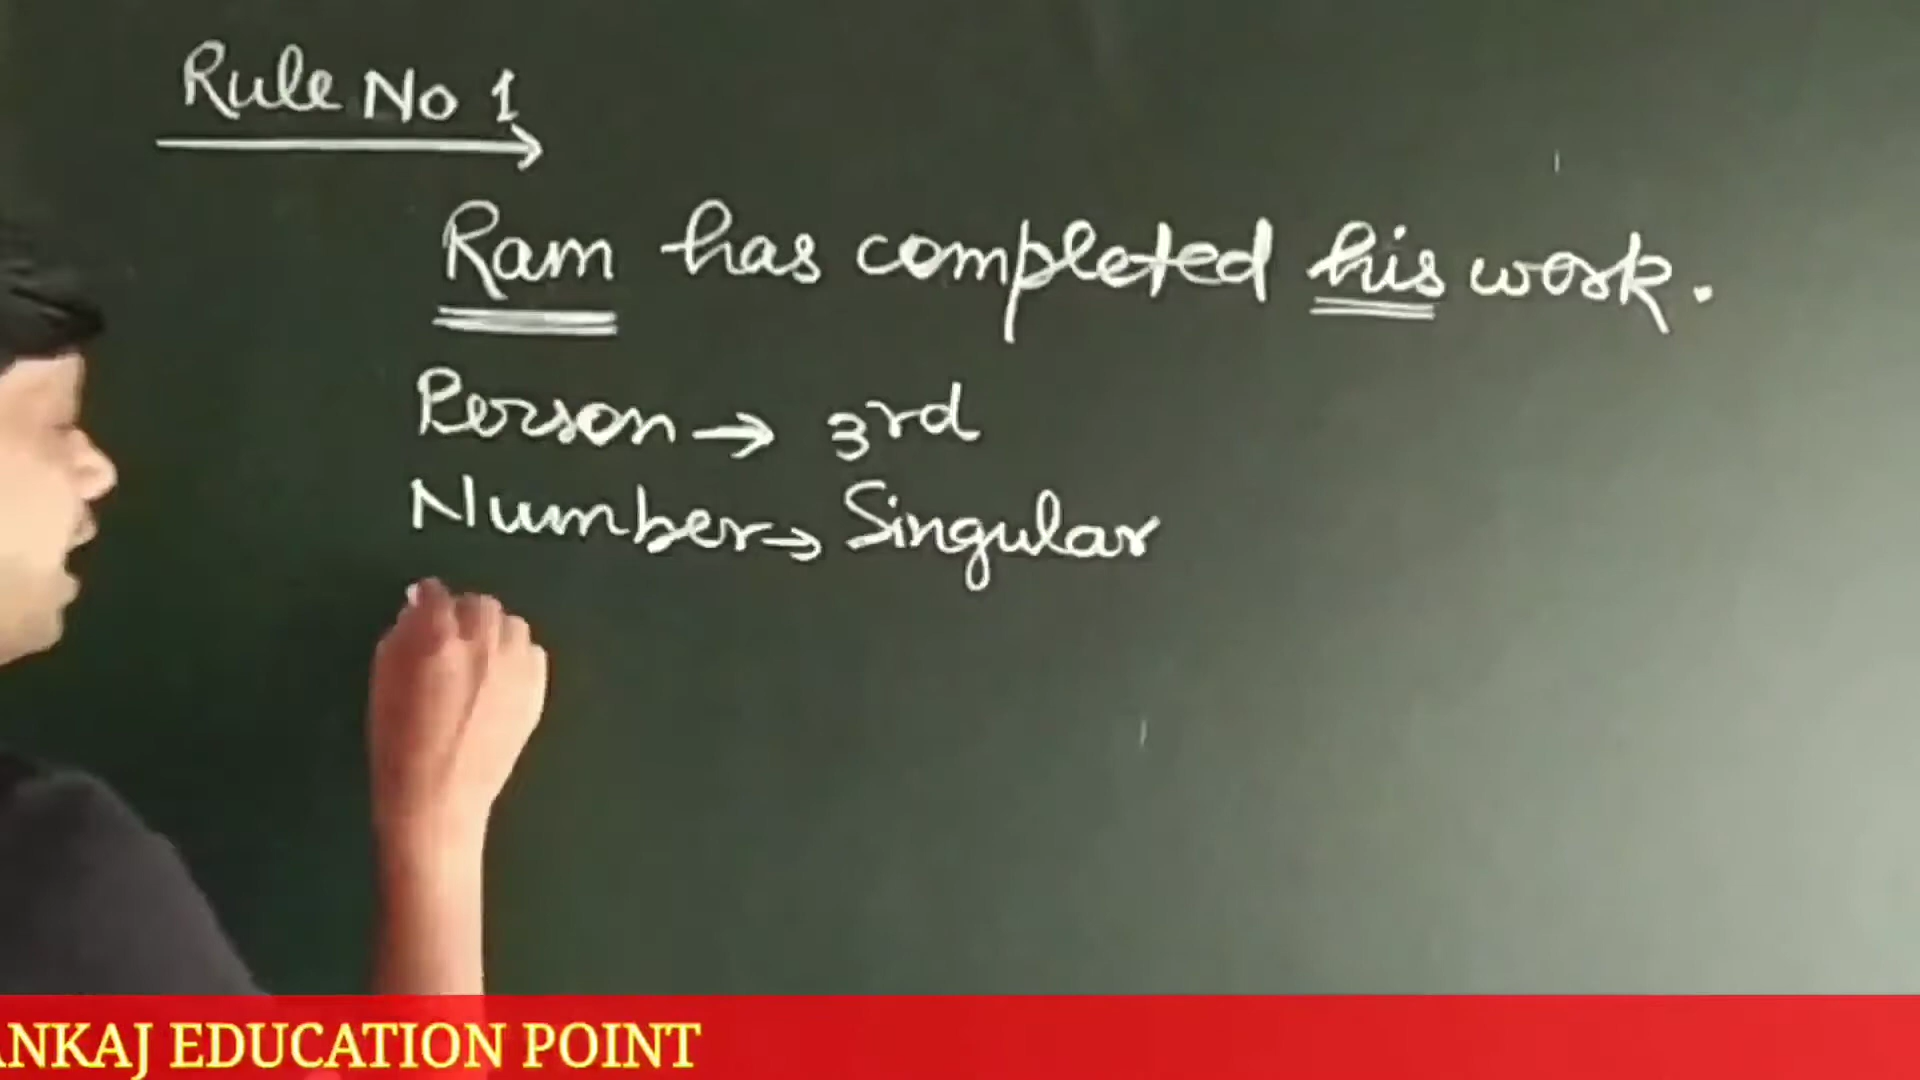 Rule No 1
Ram has completed his work.
Person → 3rd
Number → Singular
ANKAJ EDUCATION POINT